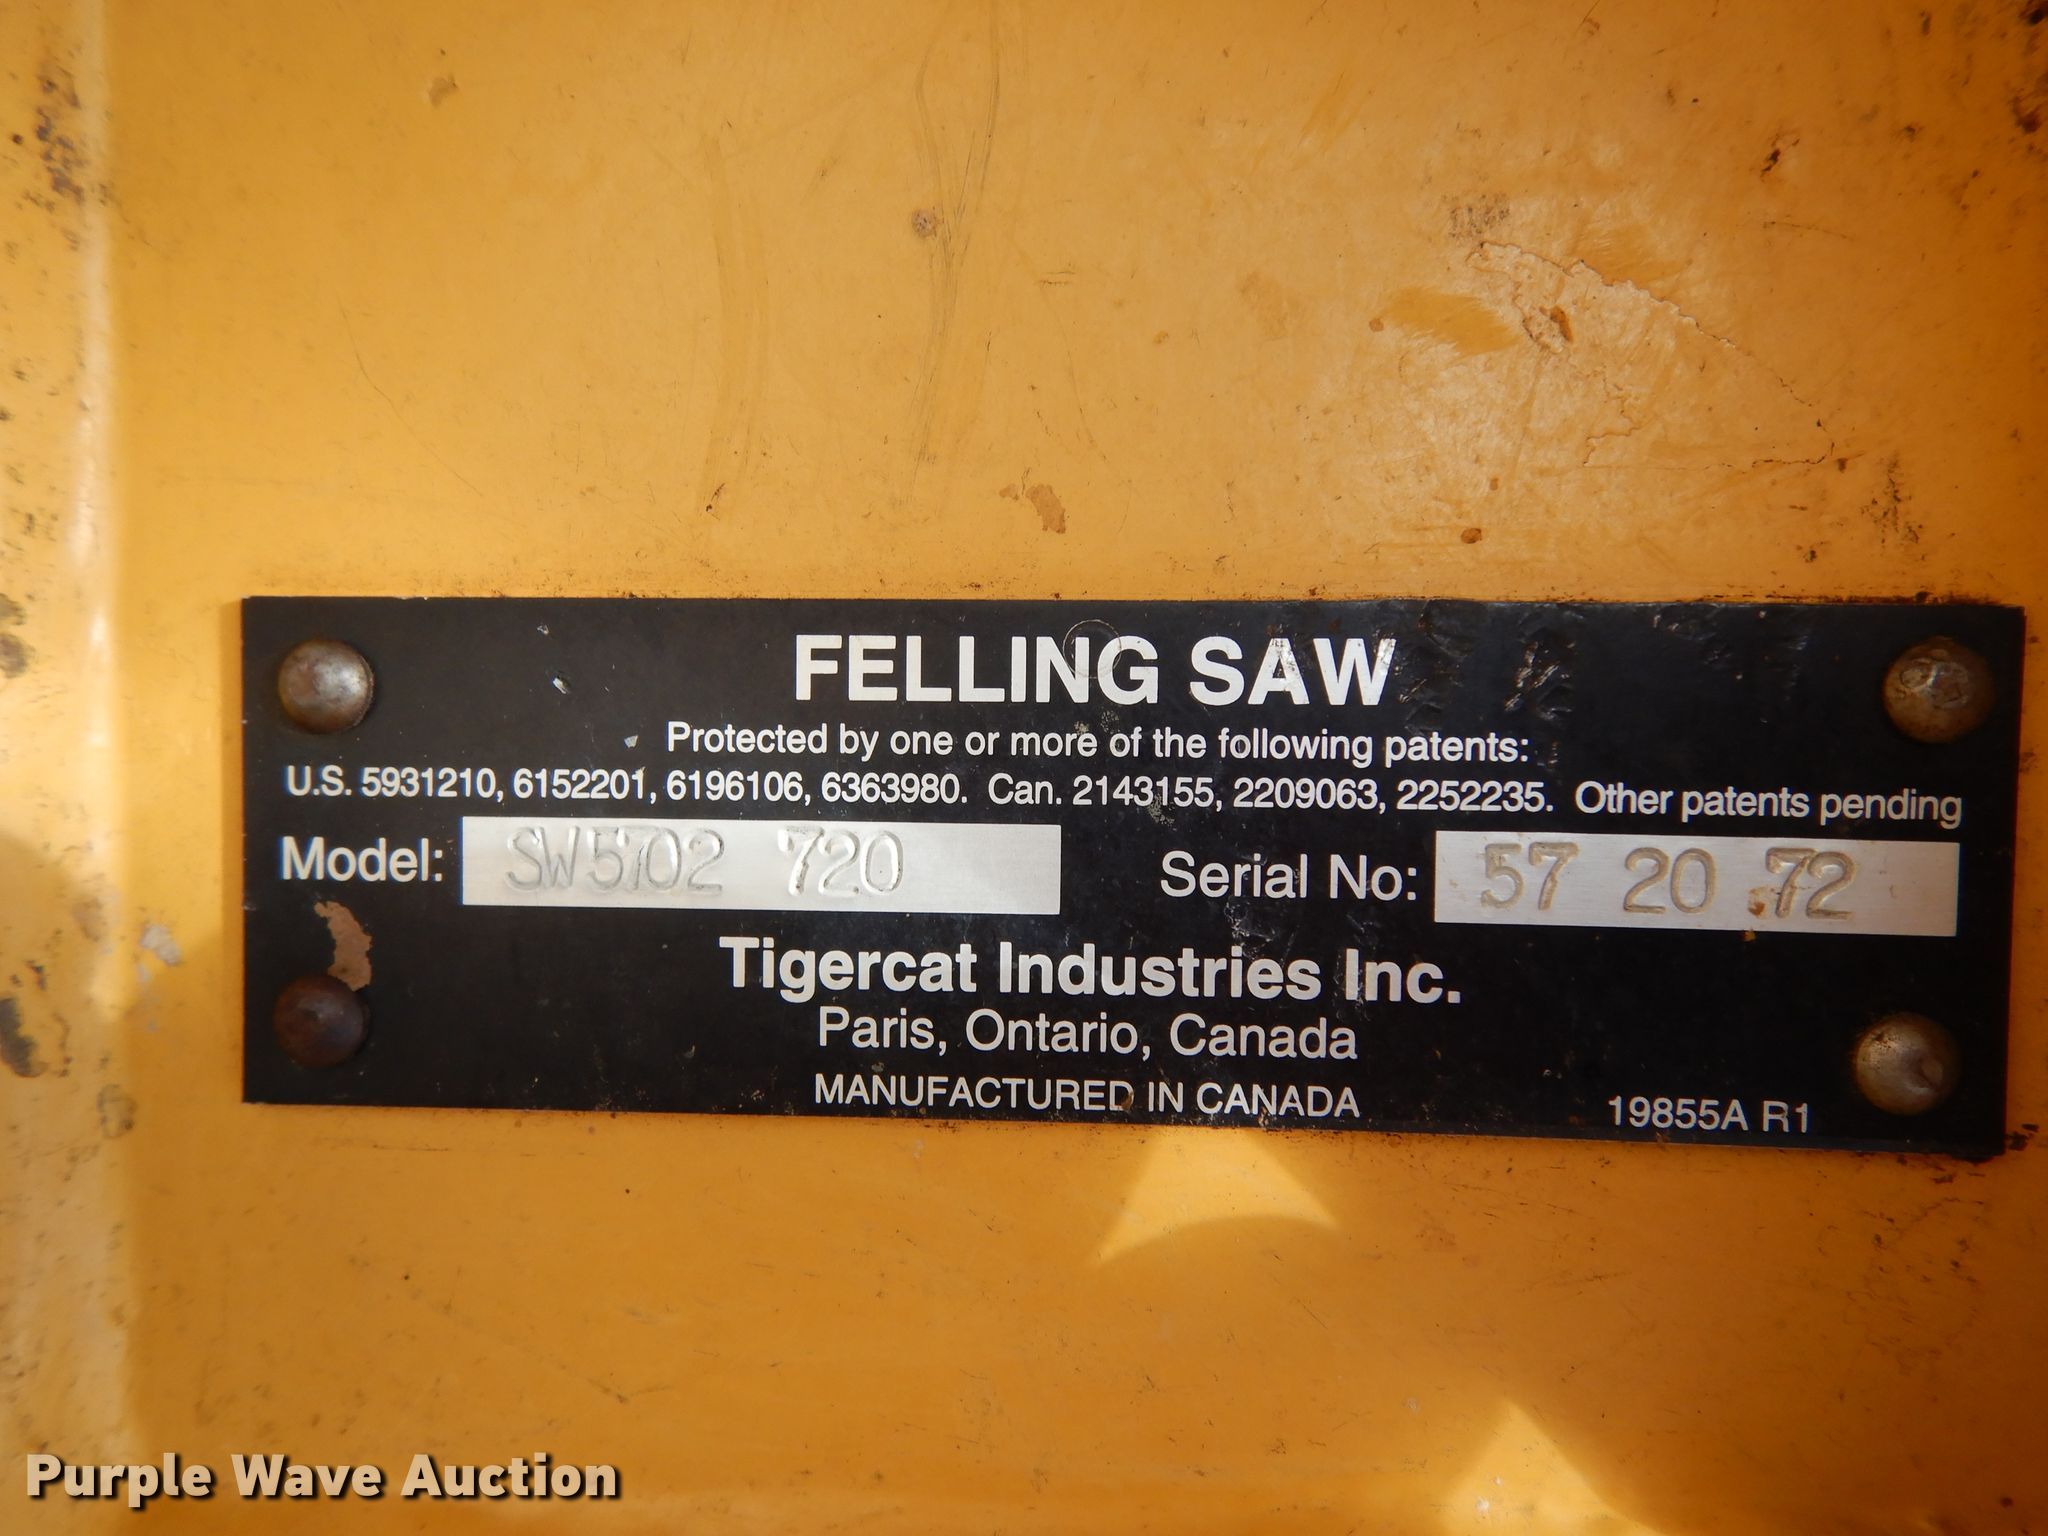 FELLING SAW
Protected by one or more of the following patents:
U.S. 5931210, 6152201, 6196106, 6363980. Can. 2143155, 2209063, 2252235. Other patents pending
Model: SW5702 720 Serial No: 57 20 72
Tigercat Industries Inc.
Paris, Ontario, Canada
MANUFACTURED IN CANADA 19855A R1
Purple Wave Auction